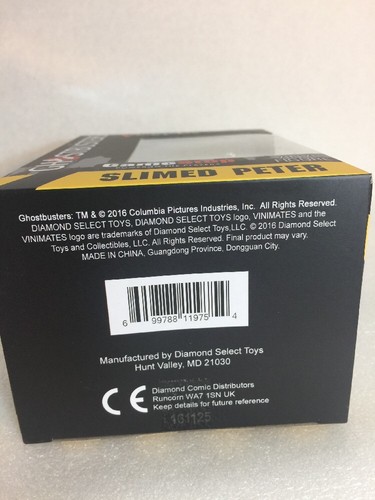 GameStop
SLIMED PETER
Ghostbusters: TM & © 2016 Columbia Pictures Industries, Inc. All Rights Reserved.
DIAMOND SELECT TOYS, DIAMOND SELECT TOYS logo, VINIMATES and the
VINIMATES logo are trademarks of Diamond Select Toys,LLC. © 2016 Diamond Select
Toys and Collectibles, LLC. All Rights Reserved. Final product may vary.
MADE IN CHINA, Guangdong Province, Dongguan City.
6 99788 11975 4
Manufactured by Diamond Select Toys
Hunt Valley, MD 21030
CE
Diamond Comic Distributors
Runcorn WA7 1SN UK
Keep details for future reference
161125